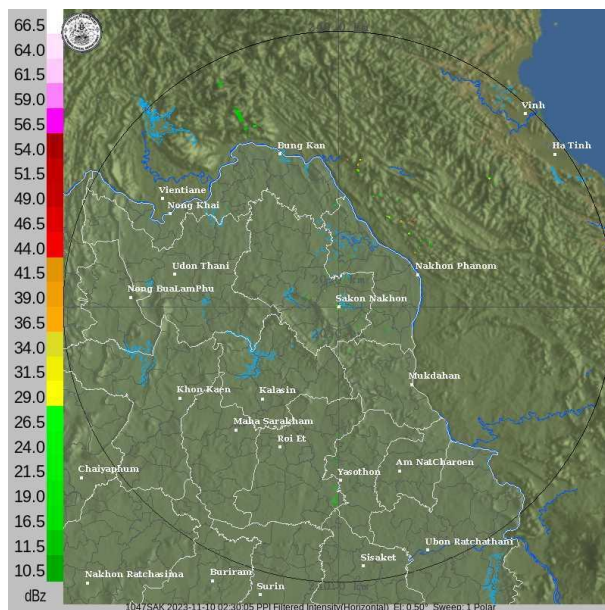 66.5
64.0
61.5
59.0
56.5
54.0
51.5
49.0
46.5
44.0
41.5
39.0
36.5
34.0
31.5
29.0
26.5
24.0
21.5
19.0
16.5
14.0
11.5
10.5
dBz
Vinh
Ha Tinh
Bung Kan
Vientiane
Nong Khai
Udon Thani
Nakhon Phanom
Nong BuaLamPhu
Sakon Nakhon
Mukdahan
Khon Kaen
Kalasin
Maha Sarakham
Roi Et
Chaiyaphum
Yasothon
Am NatCharoen
Ubon Ratchathani
Sisaket
Nakhon Ratchasima
Buriram
Surin
1047SAK 2023-11-10 02:30:05 PPI Filtered Intensity(Horizontal) El: 0.50° Sweep: 1 Polar